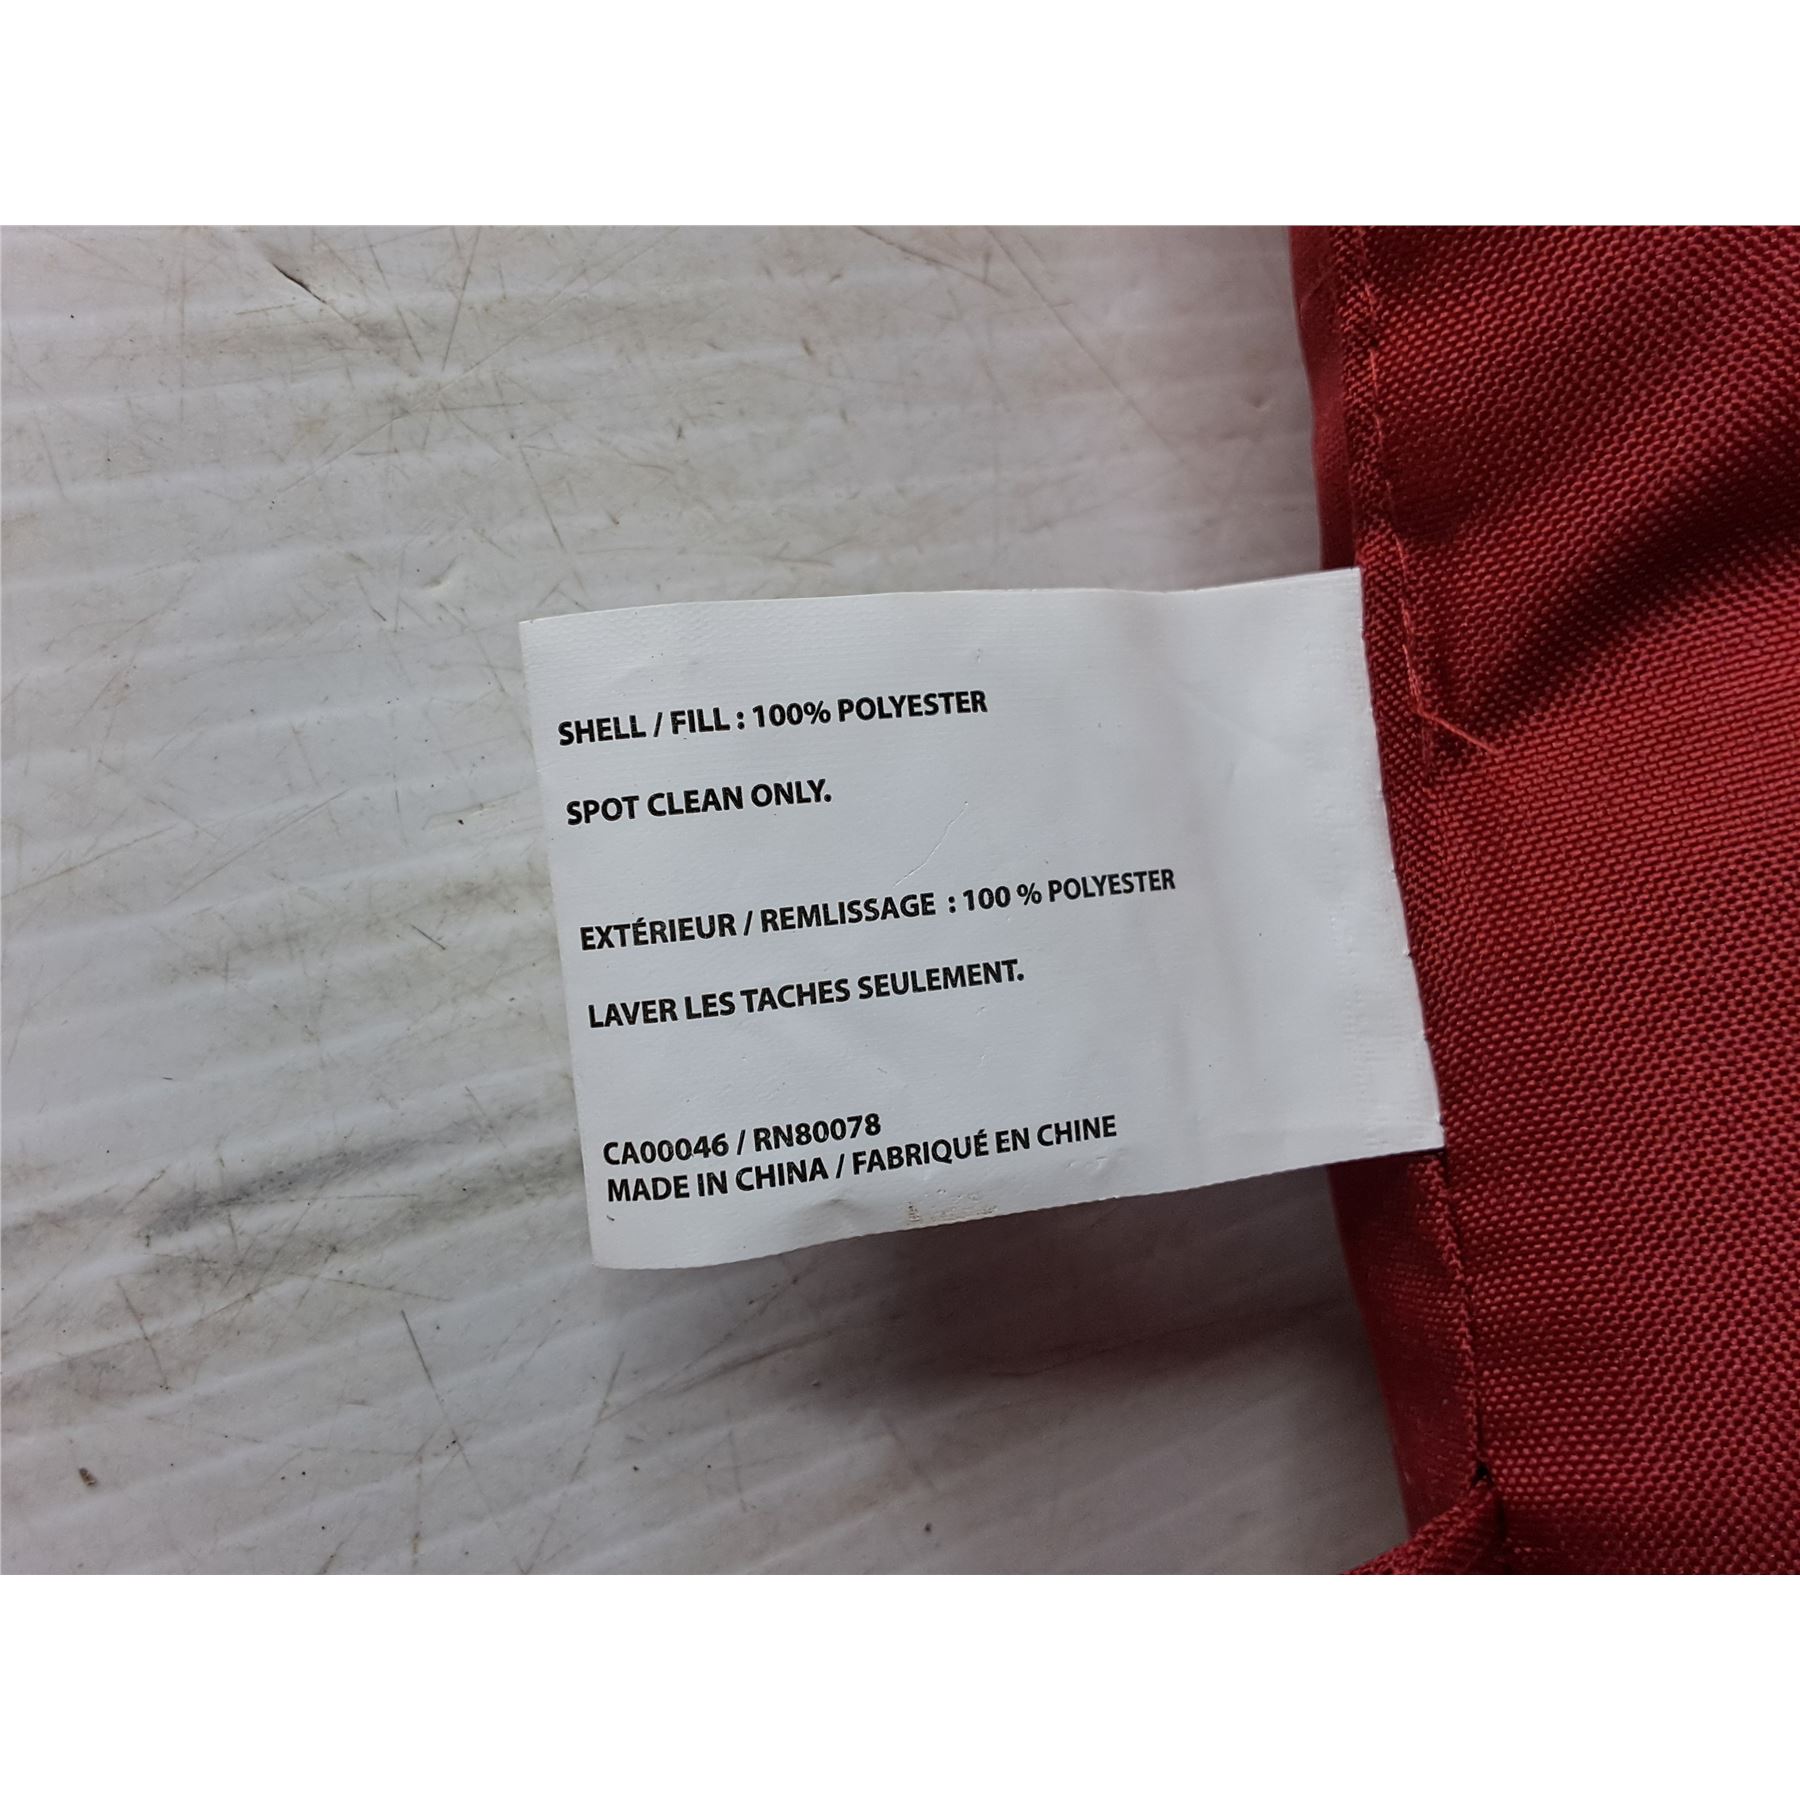 SHELL / FILL : 100% POLYESTER
SPOT CLEAN ONLY.
EXTÉRIEUR / REMLISSAGE : 100 % POLYESTER
LAVER LES TACHES SEULEMENT.
CA00046 / RN80078
MADE IN CHINA / FABRIQUÉ EN CHINE